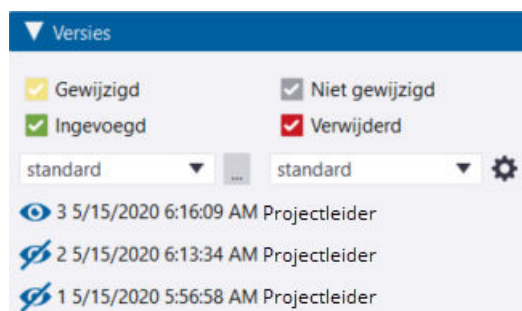 Versies
Gewijzigd Niet gewijzigd
Ingevoegd Verwijderd
standard ... standard
3 5/15/2020 6:16:09 AM Projectleider
2 5/15/2020 6:13:34 AM Projectleider
1 5/15/2020 5:56:58 AM Projectleider